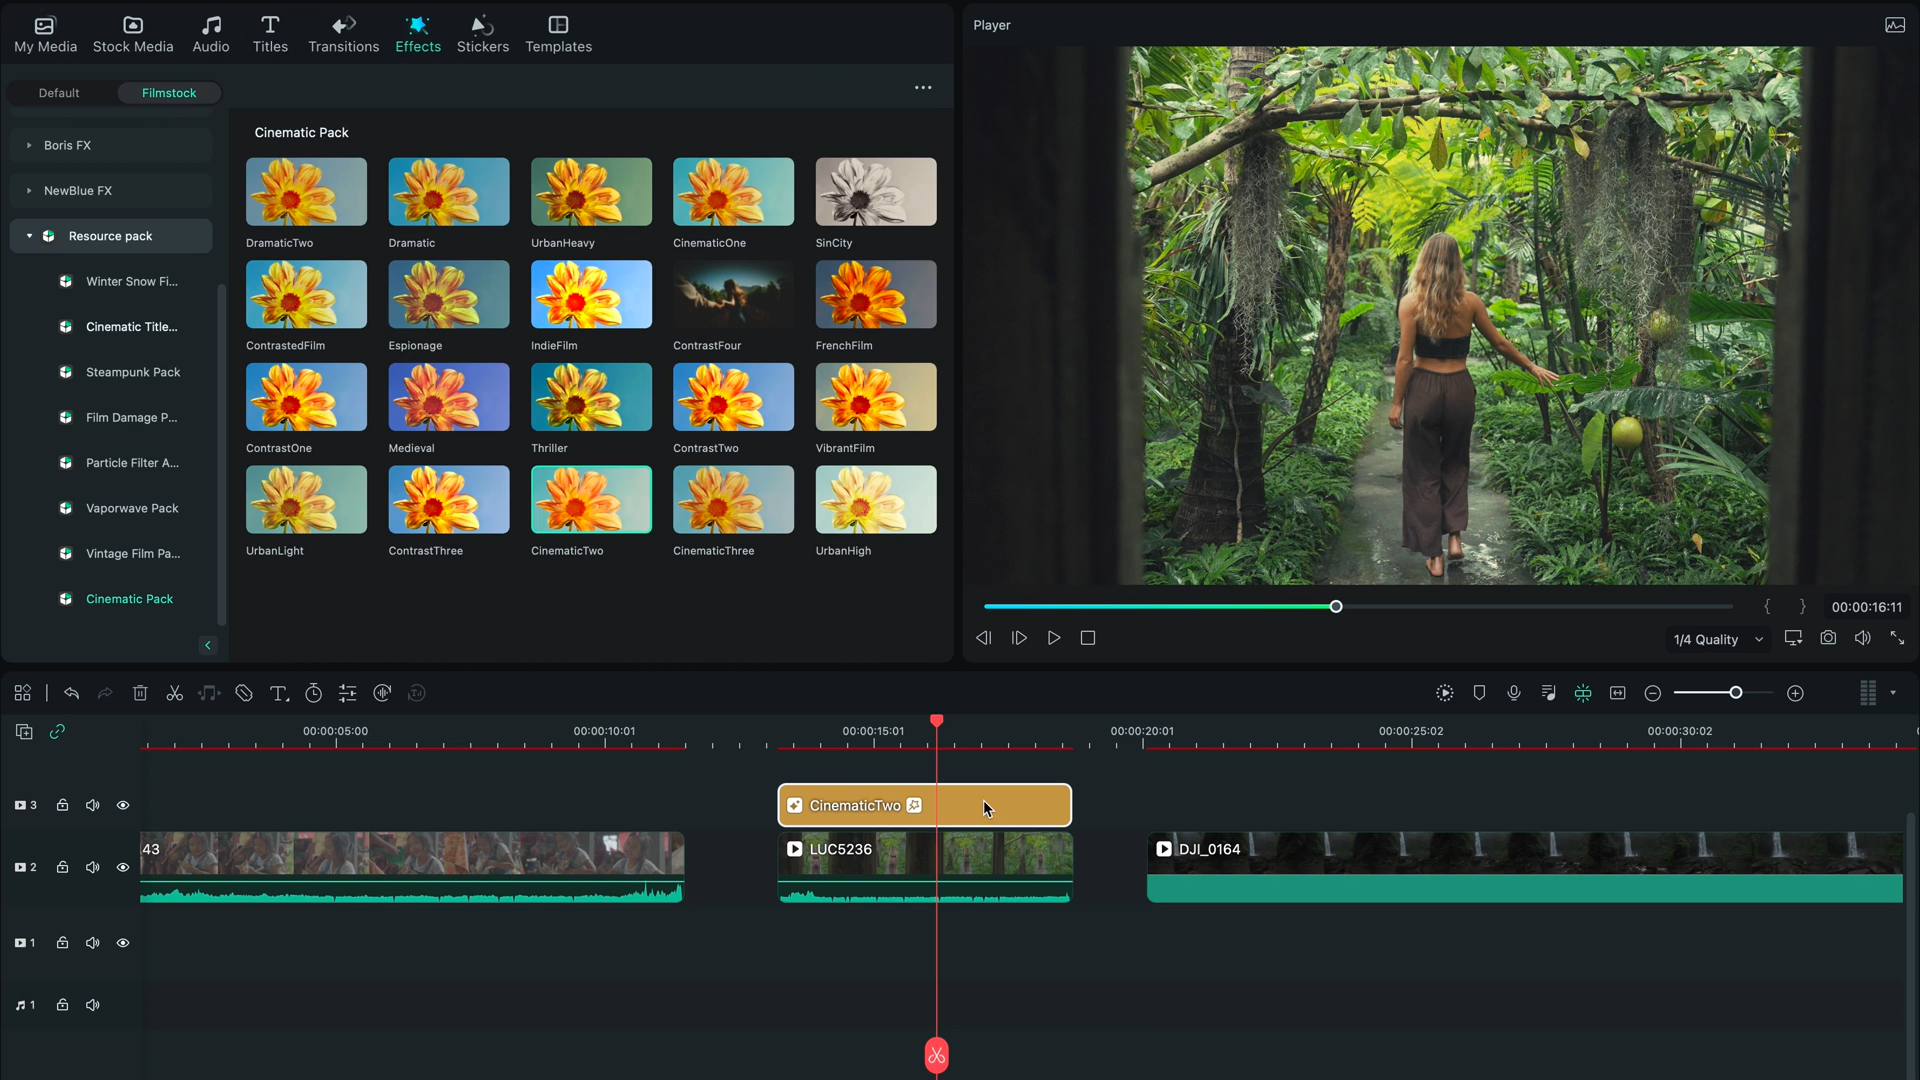 My Media
Stock Media
Audio
Titles
Transitions
Effects
Stickers
Templates
Player
Default
Filmstock
Boris FX
NewBlue FX
Resource pack
Winter Snow Fi...
Cinematic Title...
Steampunk Pack
Film Damage P...
Particle Filter A...
Vaporwave Pack
Vintage Film Pa...
Cinematic Pack
Cinematic Pack
DramaticTwo
Dramatic
UrbanHeavy
CinematicOne
SinCity
ContrastedFilm
Espionage
IndieFilm
ContrastFour
FrenchFilm
ContrastOne
Medieval
Thriller
ContrastTwo
VibrantFilm
UrbanLight
ContrastThree
CinematicTwo
CinematicThree
UrbanHigh
{ } 00:00:16:11
1/4 Quality
00:00:05:00
00:00:10:01
00:00:15:01
00:00:20:01
00:00:25:02
00:00:30:02
3
CinematicTwo
2
43
LUC5236
DJI_0164
1
1